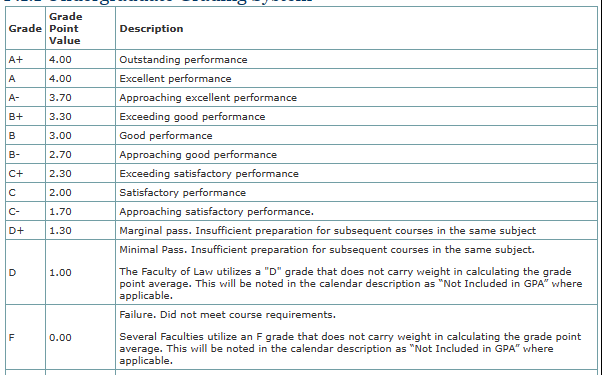 Grade Grade Point Value Description
A+ 4.00 Outstanding performance
A 4.00 Excellent performance
A- 3.70 Approaching excellent performance
B+ 3.30 Exceeding good performance
B 3.00 Good performance
B- 2.70 Approaching good performance
C+ 2.30 Exceeding satisfactory performance
C 2.00 Satisfactory performance
C- 1.70 Approaching satisfactory performance.
D+ 1.30 Marginal pass. Insufficient preparation for subsequent courses in the same subject
D 1.00 Minimal Pass. Insufficient preparation for subsequent courses in the same subject.
The Faculty of Law utilizes a "D" grade that does not carry weight in calculating the grade
point average. This will be noted in the calendar description as “Not Included in GPA” where
applicable.
F 0.00 Failure. Did not meet course requirements.
Several Faculties utilize an F grade that does not carry weight in calculating the grade point
average. This will be noted in the calendar description as “Not Included in GPA” where
applicable.